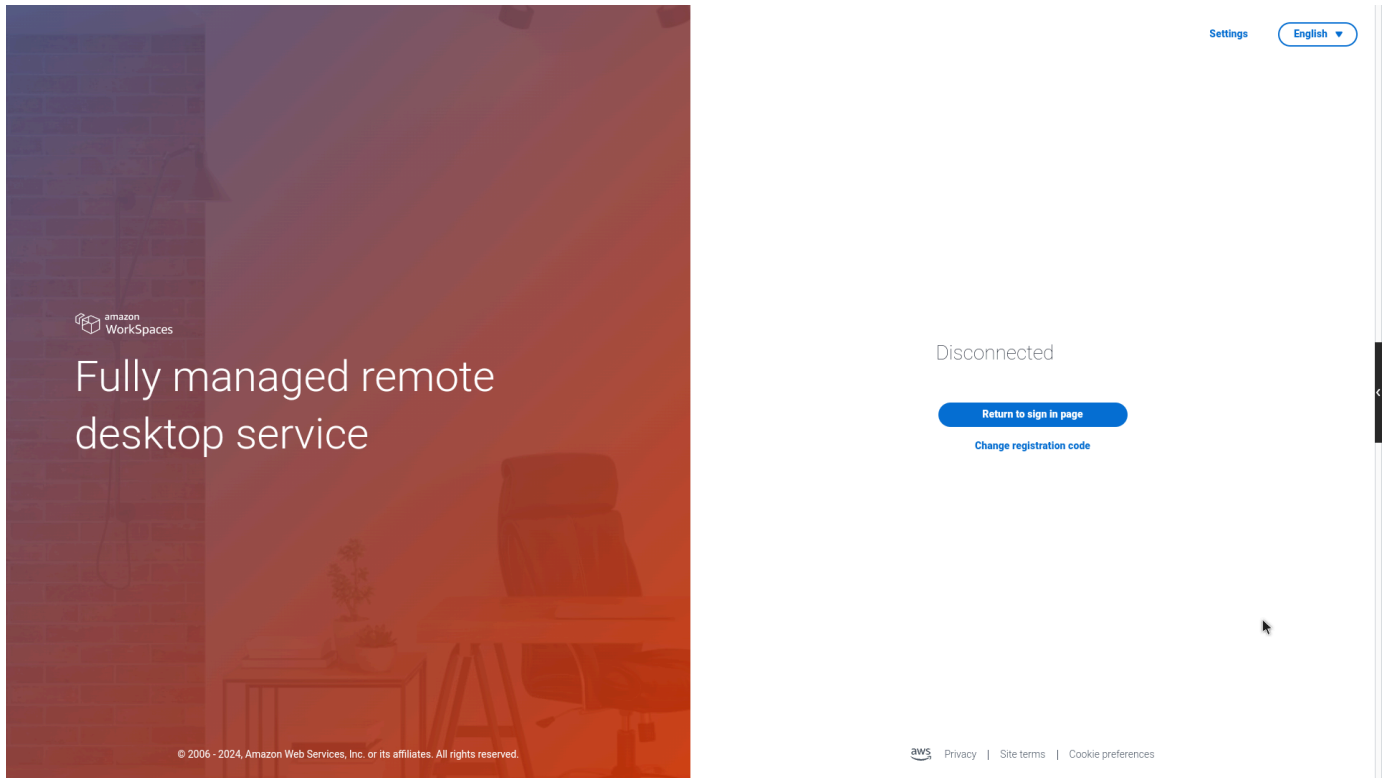 Settings
English
amazon
WorkSpaces
Fully managed remote
desktop service
Disconnected
Return to sign in page
Change registration code
© 2006 - 2024, Amazon Web Services, Inc. or its affiliates. All rights reserved.
aws Privacy | Site terms | Cookie preferences